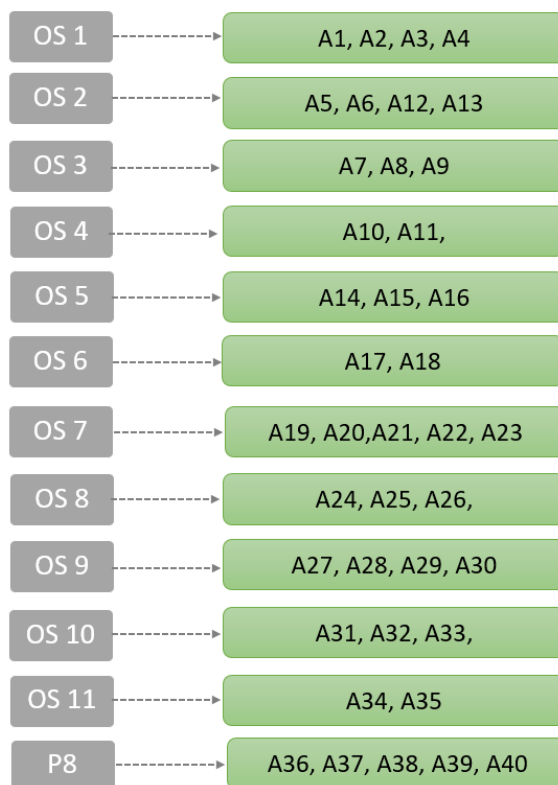 OS 1 A1, A2, A3, A4
OS 2 A5, A6, A12, A13
OS 3 A7, A8, A9
OS 4 A10, A11,
OS 5 A14, A15, A16
OS 6 A17, A18
OS 7 A19, A20,A21, A22, A23
OS 8 A24, A25, A26,
OS 9 A27, A28, A29, A30
OS 10 A31, A32, A33,
OS 11 A34, A35
P8 A36, A37, A38, A39, A40